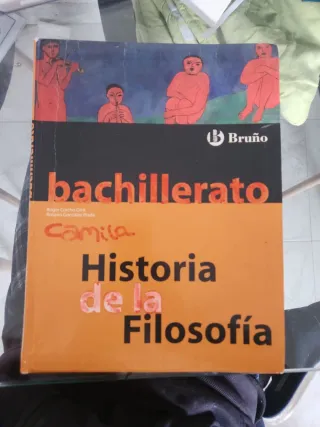 Bruño
bachillerato
Camila
Historia
de la
Filosofía